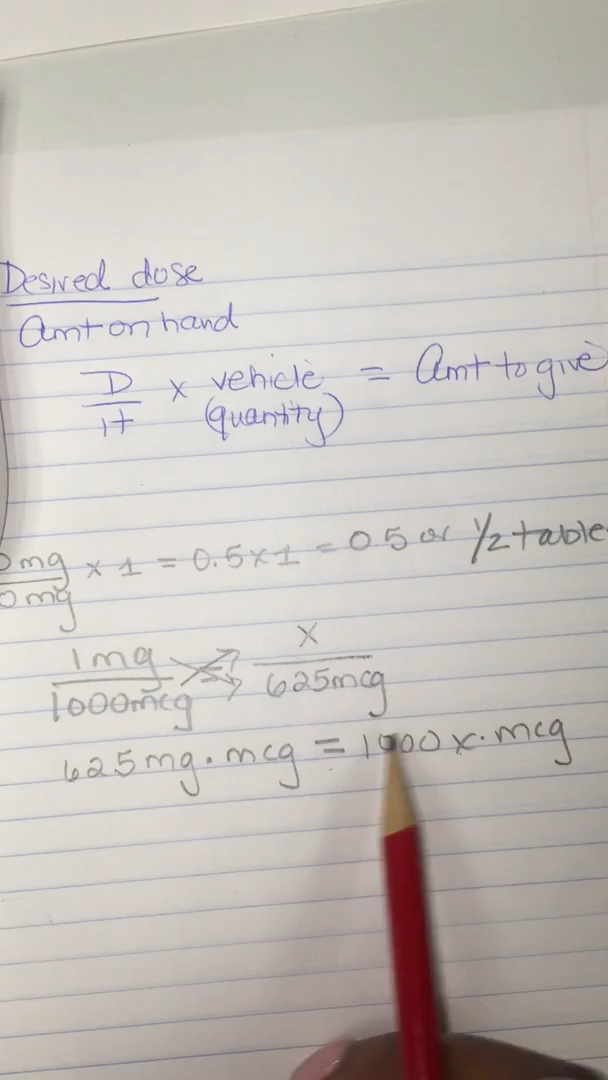 Desired dose
Amt on hand
D/H x vehicle = Amt to give
(quantity)
mg/mg x 1 = 0.5 x 1 = 0.5 or 1/2 table
1mg/1000mcg x/625mcg
625mg·mcg = 1000x·mcg